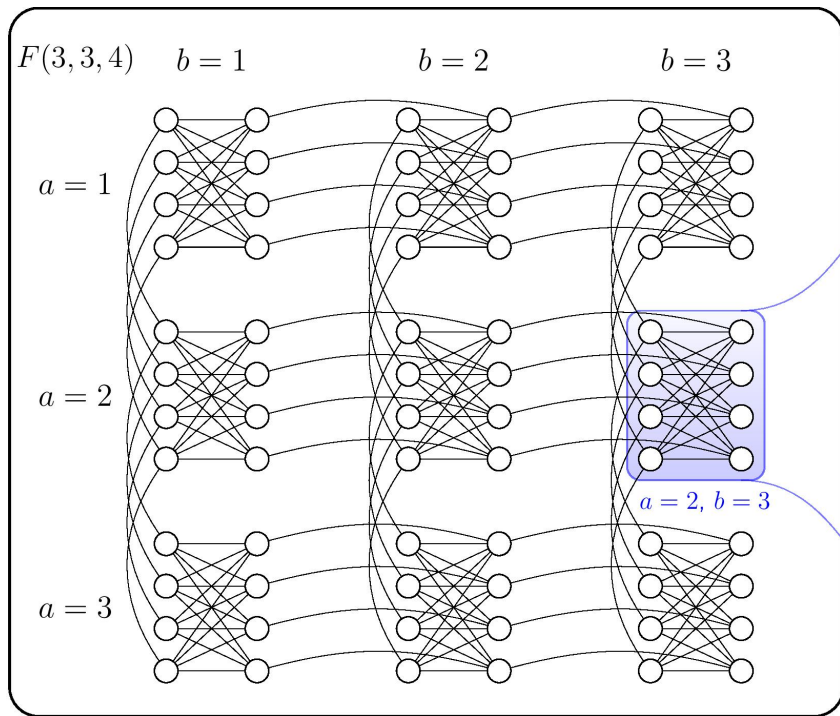 F(3, 3, 4) b = 1 b = 2 b = 3
a = 1
a = 2
a = 2, b = 3
a = 3